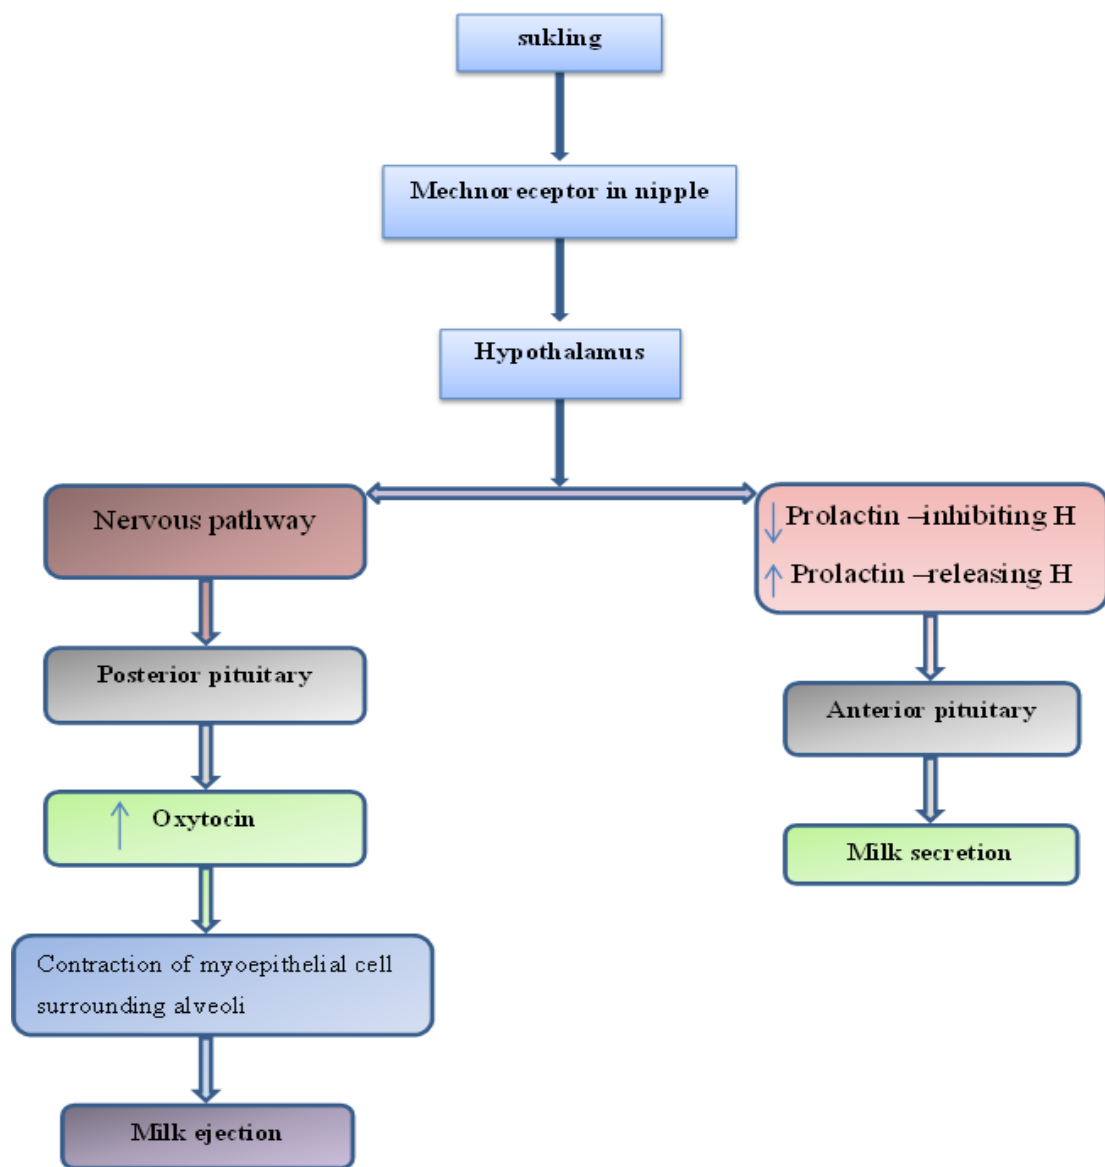 sukling
Mechnoreceptor in nipple
Hypothalamus
Nervous pathway
Posterior pituitary
↑ Oxytocin
Contraction of myoepithelial cell
surrounding alveoli
Milk ejection
↓ Prolactin –inhibiting H
↑ Prolactin –releasing H
Anterior pituitary
Milk secretion